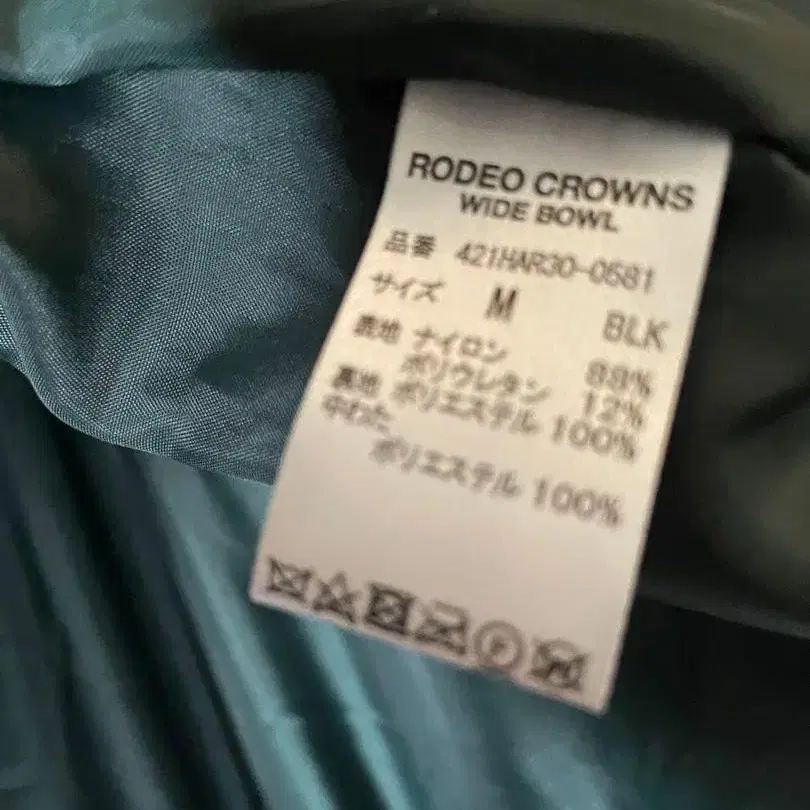 RODEO CROWNS
WIDE BOWL
品番 421HAR30-0681
サイズ M BLK
表地 ナイロン 88%
ポリウレタン 12%
裏地 ポリエステル 100%
中わた
ポリエステル 100%